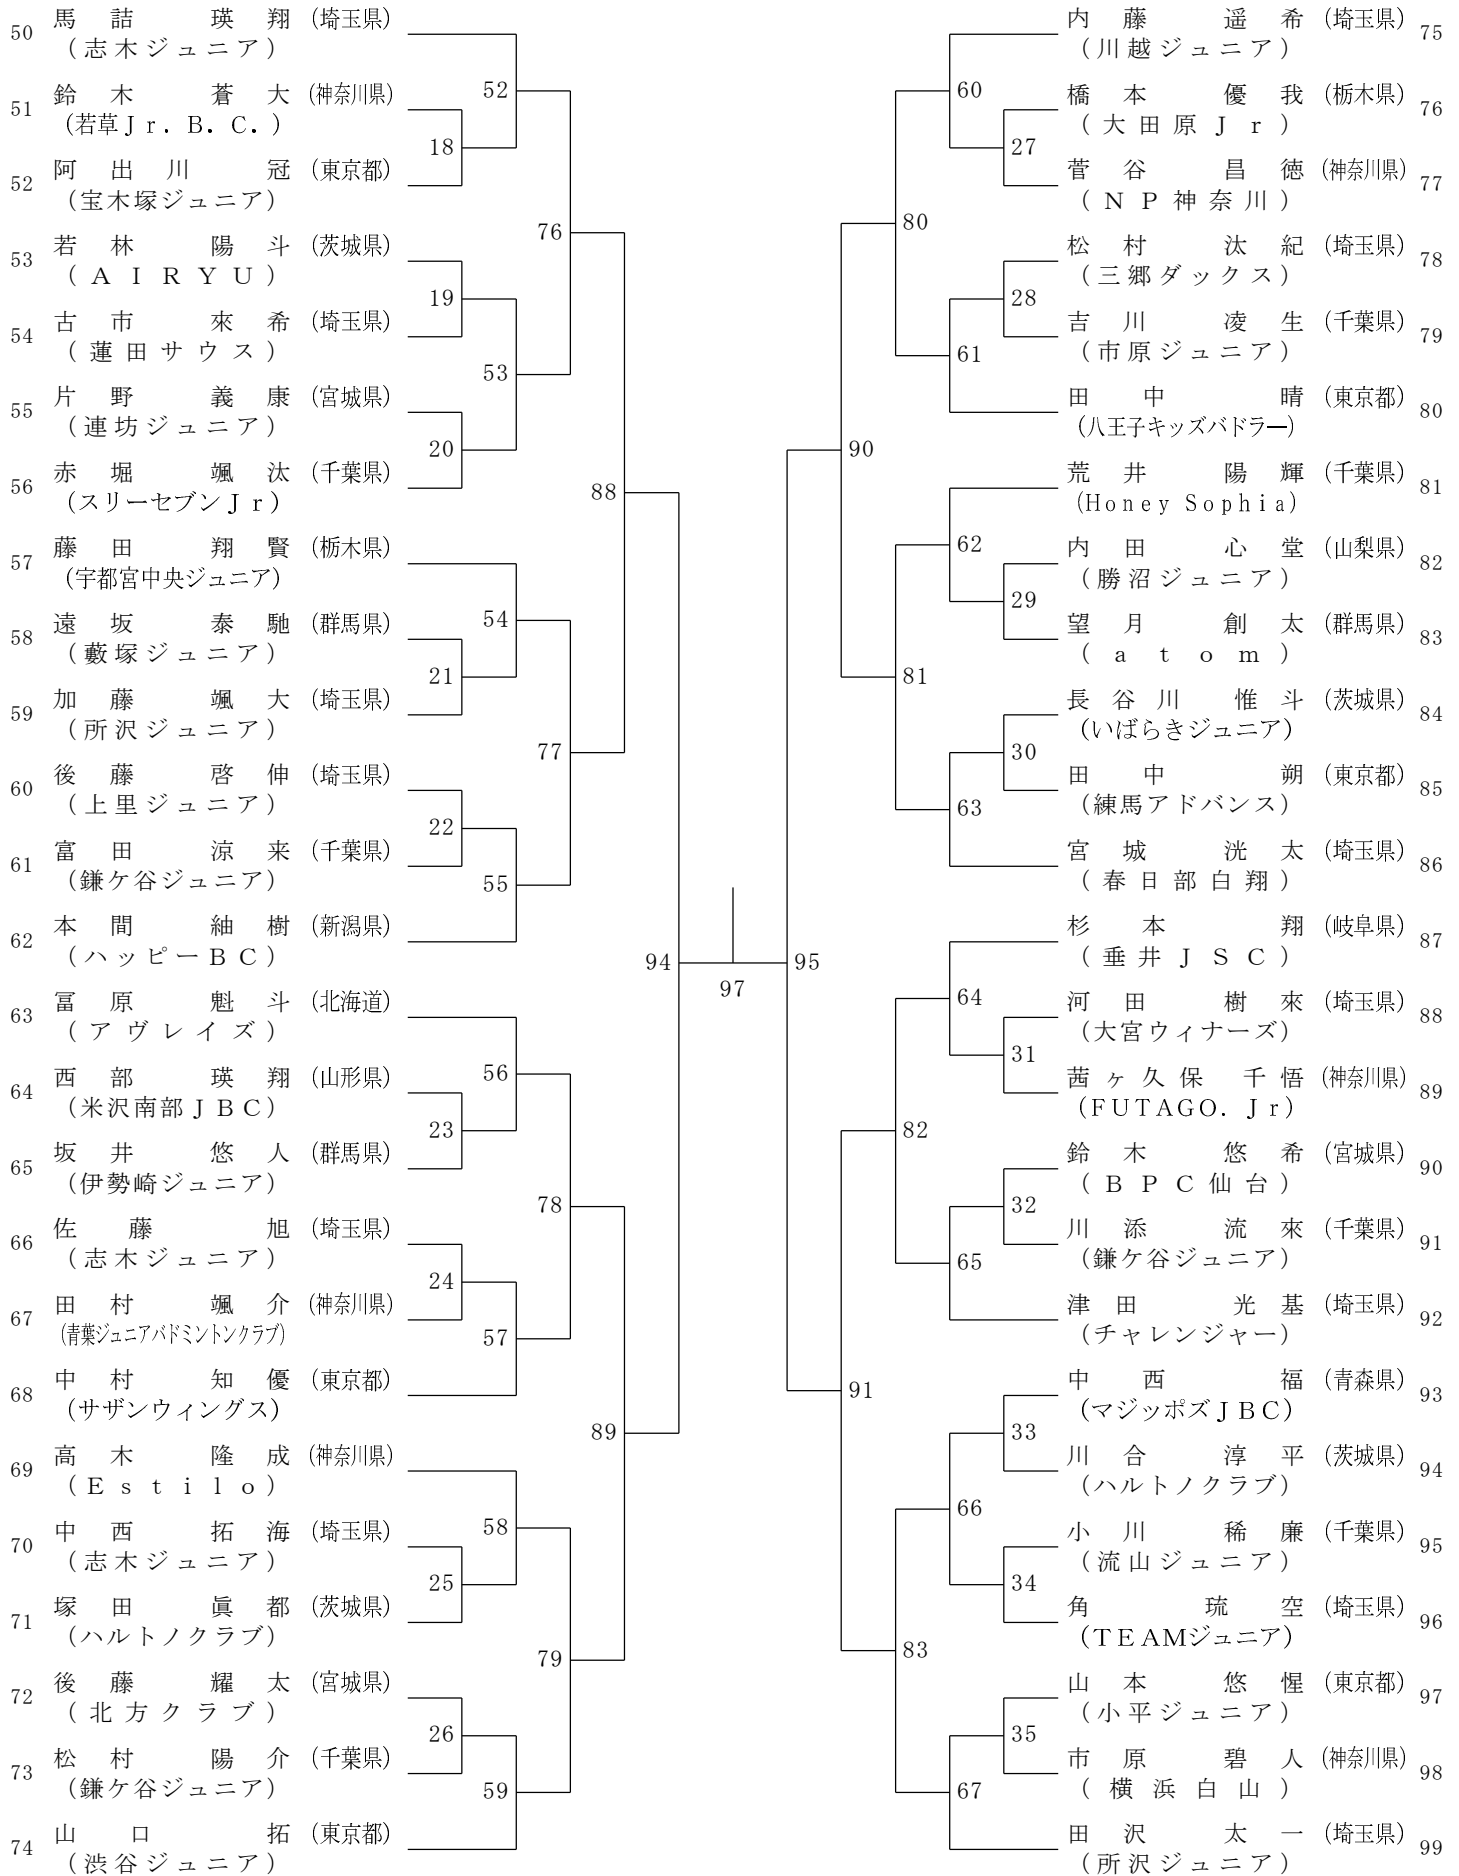 50 馬詰 瑛翔 (埼玉県)
(志木ジュニア)
51 鈴木 蒼大 (神奈川県)
(若草Ｊｒ．Ｂ．Ｃ．)
52 阿出川 冠 (東京都)
(宝木塚ジュニア)
53 若林 陽斗 (茨城県)
(ＡＩＲＹＵ)
54 古市 來希 (埼玉県)
(蓮田サウス)
55 片野 義康 (宮城県)
(連坊ジュニア)
56 赤堀 颯汰 (千葉県)
(スリーセブンＪｒ)
57 藤田 翔賢 (栃木県)
(宇都宮中央ジュニア)
58 遠坂 泰馳 (群馬県)
(藪塚ジュニア)
59 加藤 颯大 (埼玉県)
(所沢ジュニア)
60 後藤 啓伸 (埼玉県)
(上里ジュニア)
61 富田 涼来 (千葉県)
(鎌ケ谷ジュニア)
62 本間 紬樹 (新潟県)
(ハッピーＢＣ)
63 冨原 魁斗 (北海道)
(アヴレイズ)
64 西部 瑛翔 (山形県)
(米沢南部ＪＢＣ)
65 坂井 悠人 (群馬県)
(伊勢崎ジュニア)
66 佐藤 旭 (埼玉県)
(志木ジュニア)
67 田村 颯介 (神奈川県)
(青葉ジュニアバドミントンクラブ)
68 中村 知優 (東京都)
(サザンウィングス)
69 高木 隆成 (神奈川県)
(Ｅｓｔｉｌｏ)
70 中西 拓海 (埼玉県)
(志木ジュニア)
71 塚田 眞都 (茨城県)
(ハルトノクラブ)
72 後藤 耀太 (宮城県)
(北方クラブ)
73 松村 陽介 (千葉県)
(鎌ケ谷ジュニア)
74 山口 拓 (東京都)
(渋谷ジュニア)
18
19
20
21
22
23
24
25
26
52
53
54
55
56
57
58
59
76
77
78
79
88
89
94
97
95
90
91
80
81
82
83
60
61
62
63
64
65
66
67
27
28
29
30
31
32
33
34
35
内藤 遥希 (埼玉県) 75
(川越ジュニア)
橋本 優我 (栃木県) 76
(大田原Ｊｒ)
菅谷 昌徳 (神奈川県) 77
(ＮＰ神奈川)
松村 汰紀 (埼玉県) 78
(三郷ダックス)
吉川 凌生 (千葉県) 79
(市原ジュニア)
田中 晴 (東京都) 80
(八王子キッズバドラー)
荒井 陽輝 (千葉県) 81
(Honey Sophia)
内田 心堂 (山梨県) 82
(勝沼ジュニア)
望月 創太 (群馬県) 83
(ａｔｏｍ)
長谷川 惟斗 (茨城県) 84
(いばらきジュニア)
田中 朔 (東京都) 85
(練馬アドバンス)
宮城 洸太 (埼玉県) 86
(春日部白翔)
杉本 翔 (岐阜県) 87
(垂井ＪＳＣ)
河田 樹來 (埼玉県) 88
(大宮ウィナーズ)
茜ヶ久保 千悟 (神奈川県) 89
(FUTAGO．Ｊｒ)
鈴木 悠希 (宮城県) 90
(ＢＰＣ仙台)
川添 流來 (千葉県) 91
(鎌ケ谷ジュニア)
津田 光基 (埼玉県) 92
(チャレンジャー)
中西 福 (青森県) 93
(マジッポズＪＢＣ)
川合 淳平 (茨城県) 94
(ハルトノクラブ)
小川 稀廉 (千葉県) 95
(流山ジュニア)
角 琉空 (埼玉県) 96
(ＴＥＡＭジュニア)
山本 悠惺 (東京都) 97
(小平ジュニア)
市原 碧人 (神奈川県) 98
(横浜白山)
田沢 太一 (埼玉県) 99
(所沢ジュニア)